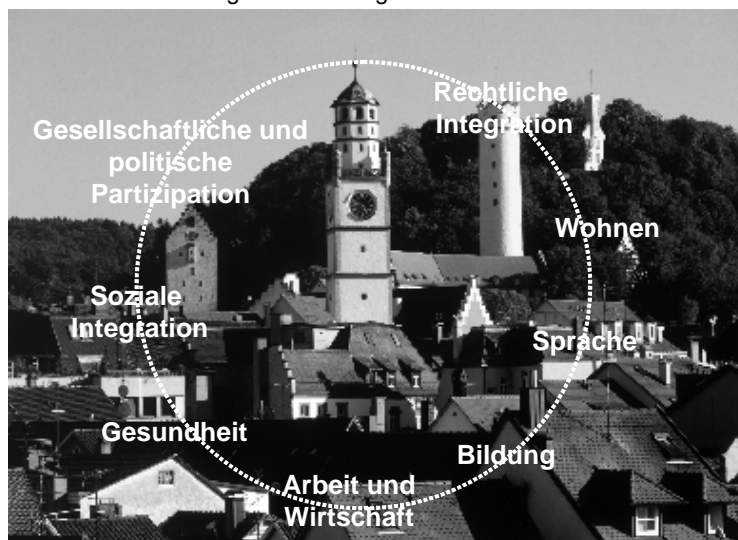 Rechtliche
Integration
Gesellschaftliche und
politische
Partizipation
Wohnen
Soziale
Integration
Sprache
Gesundheit
Bildung
Arbeit und
Wirtschaft